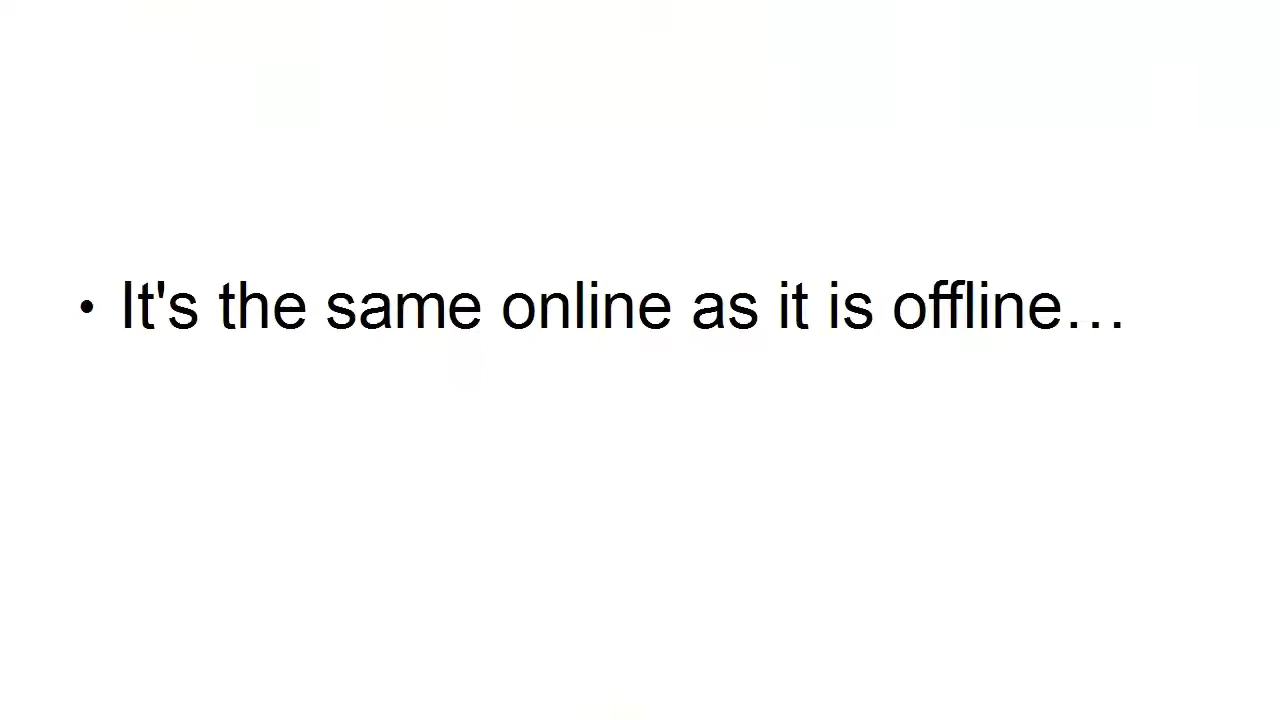 • It's the same online as it is offline…